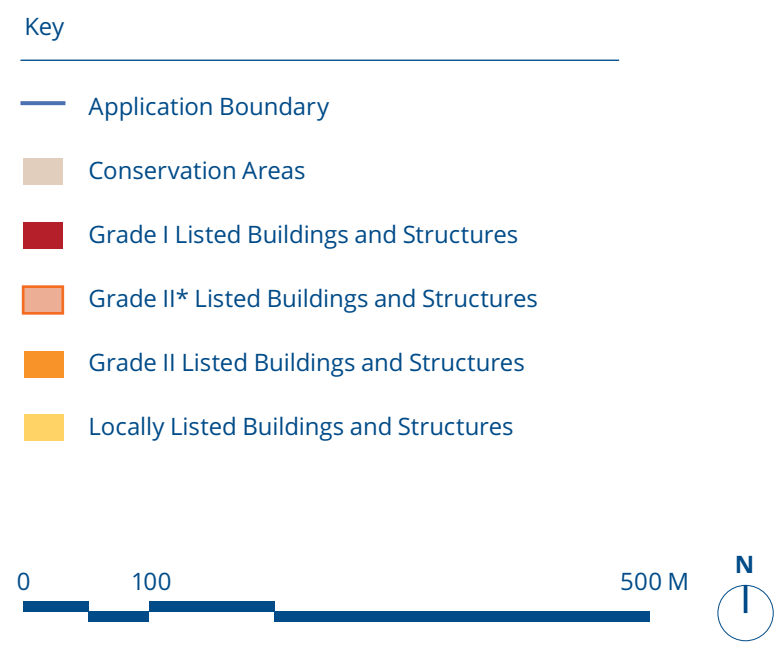 Key
Application Boundary
Conservation Areas
Grade I Listed Buildings and Structures
Grade II* Listed Buildings and Structures
Grade II Listed Buildings and Structures
Locally Listed Buildings and Structures
N
0 100 500 M